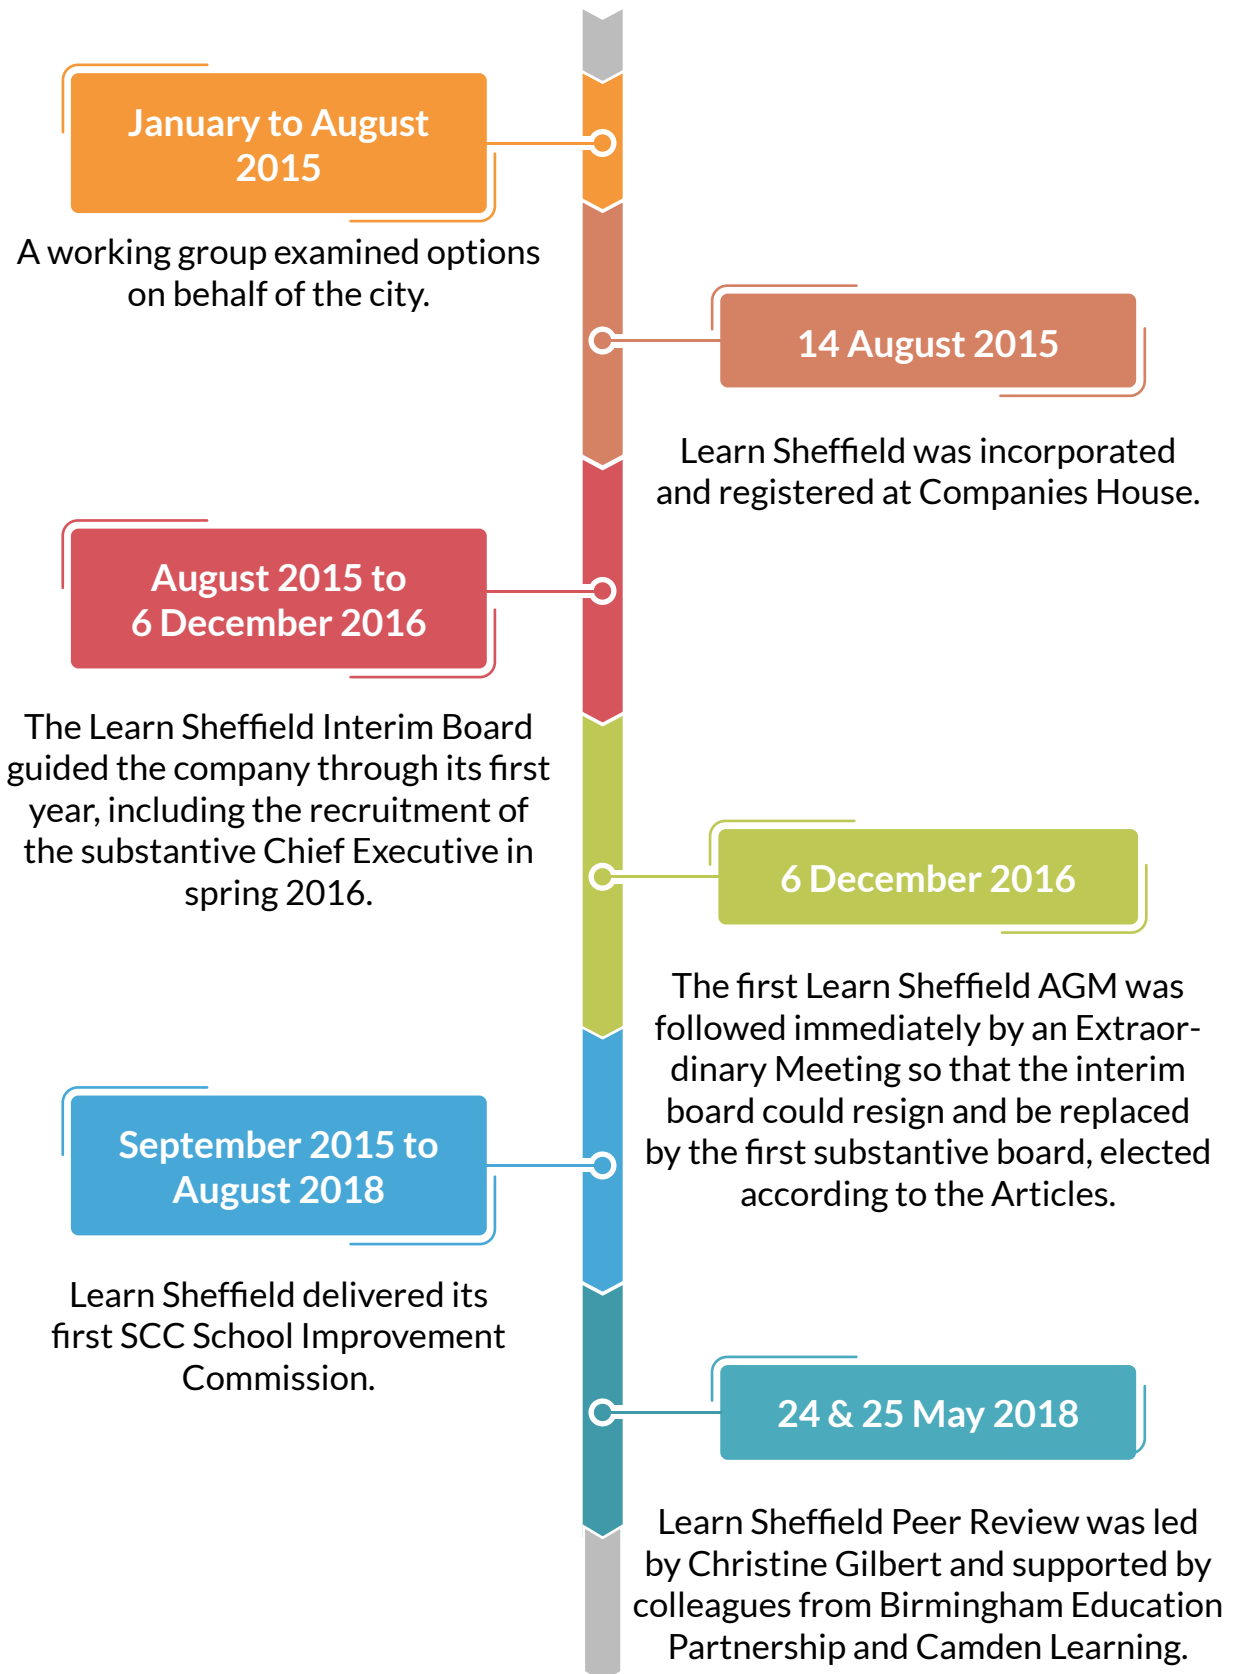 January to August
2015
A working group examined options
on behalf of the city.
14 August 2015
Learn Sheffield was incorporated
and registered at Companies House.
August 2015 to
6 December 2016
The Learn Sheffield Interim Board
guided the company through its first
year, including the recruitment of
the substantive Chief Executive in
spring 2016.
6 December 2016
The first Learn Sheffield AGM was
followed immediately by an Extraor-
dinary Meeting so that the interim
board could resign and be replaced
by the first substantive board, elected
according to the Articles.
September 2015 to
August 2018
Learn Sheffield delivered its
first SCC School Improvement
Commission.
24 & 25 May 2018
Learn Sheffield Peer Review was led
by Christine Gilbert and supported by
colleagues from Birmingham Education
Partnership and Camden Learning.